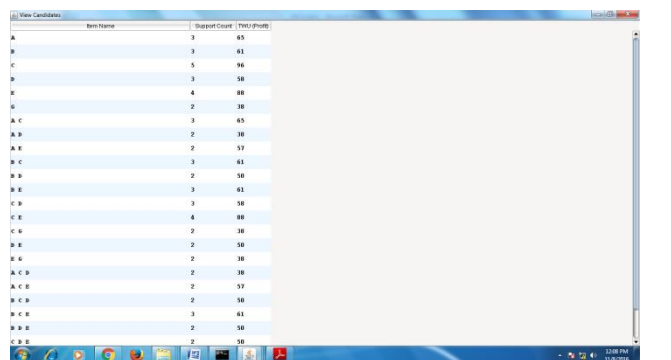 View Candidates
Item Name Support Count TWU (Profit)
A 3 65
B 3 61
C 5 96
D 3 58
E 4 88
G 2 38
A C 3 65
A D 2 38
A E 2 57
B C 3 61
B D 2 50
B E 3 61
C D 3 58
C E 4 88
C G 2 38
D E 2 50
E G 2 38
A C D 2 38
A C E 2 57
B C D 2 50
B C E 3 61
B D E 2 50
C D E 2 50
12:08 PM